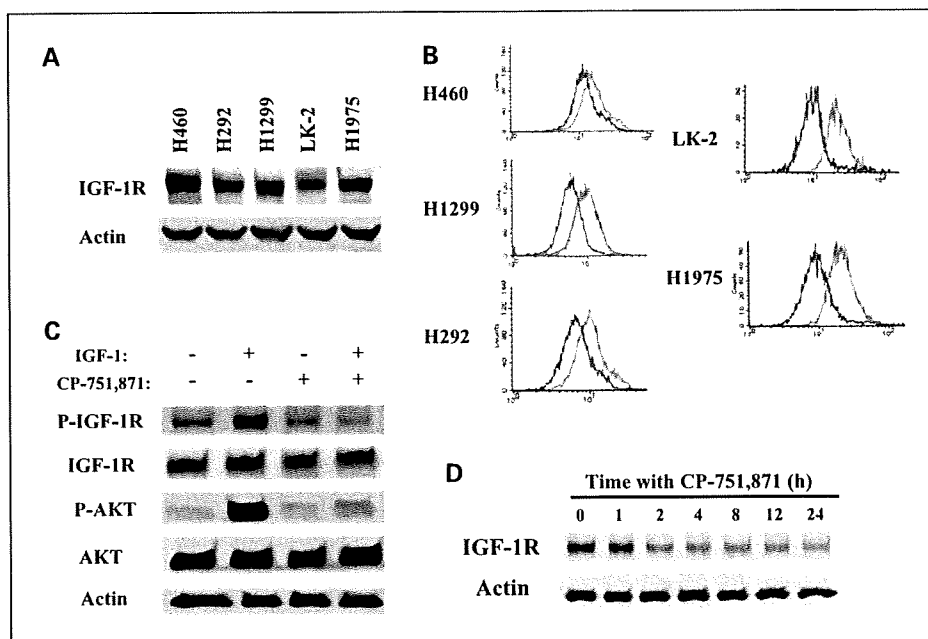 A
H460
H292
H1299
LK-2
H1975
IGF-1R
Actin
B
H460
H1299
H292
LK-2
H1975
C
IGF-1: - + - +
CP-751,871: - - + +
P-IGF-1R
IGF-1R
P-AKT
AKT
Actin
D
Time with CP-751,871 (h)
0 1 2 4 8 12 24
IGF-1R
Actin